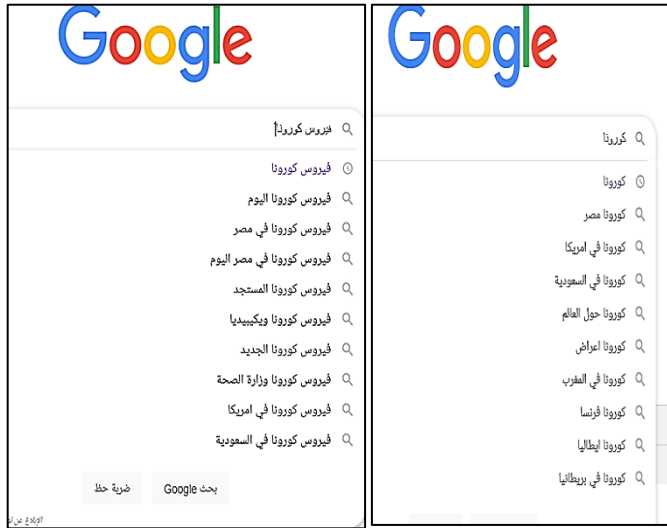 Google
فيروس كورونا
فيروس كورونا
فيروس كورونا اليوم
فيروس كورونا في مصر
فيروس كورونا في مصر اليوم
فيروس كورونا المستجد
فيروس كورونا ويكيبيديا
فيروس كورونا الجديد
فيروس كورونا وزارة الصحة
فيروس كورونا في امريكا
فيروس كورونا في السعودية
بحث Google ضربة حظ
الإبلاغ عن
Google
كورونا
كورونا
كورونا مصر
كورونا في امريكا
كورونا في السعودية
كورونا حول العالم
كورونا اعراض
كورونا في المغرب
كورونا فرنسا
كورونا ايطاليا
كورونا في بريطانيا